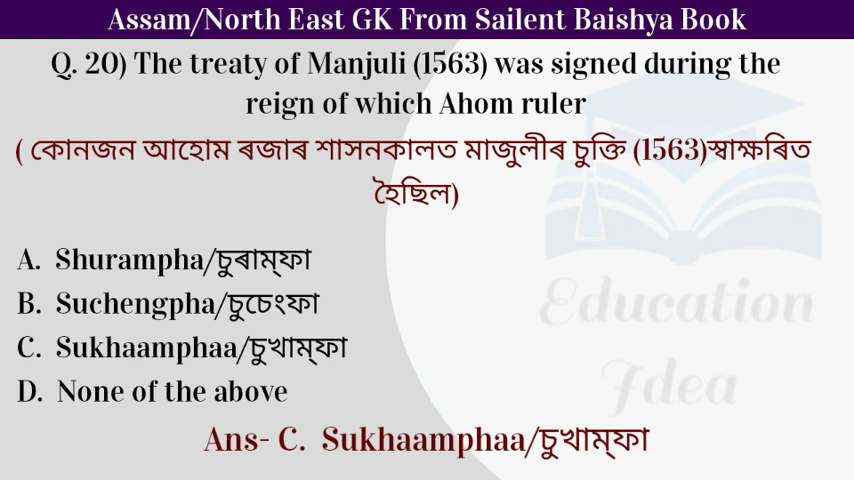 Assam/North East GK From Sailent Baishya Book
Q. 20) The treaty of Manjuli (1563) was signed during the
reign of which Ahom ruler
( কোনজন আহোম ৰজাৰ শাসনকালত মাজুলীৰ চুক্তি (1563)স্বাক্ষৰিত
হৈছিল)
A. Shurampha/চুৰাম্ফা
B. Suchengpha/চুচেংফা
C. Sukhaamphaa/চুখাম্ফা
D. None of the above
Ans- C. Sukhaamphaa/চুখাম্ফা
Education
Idea